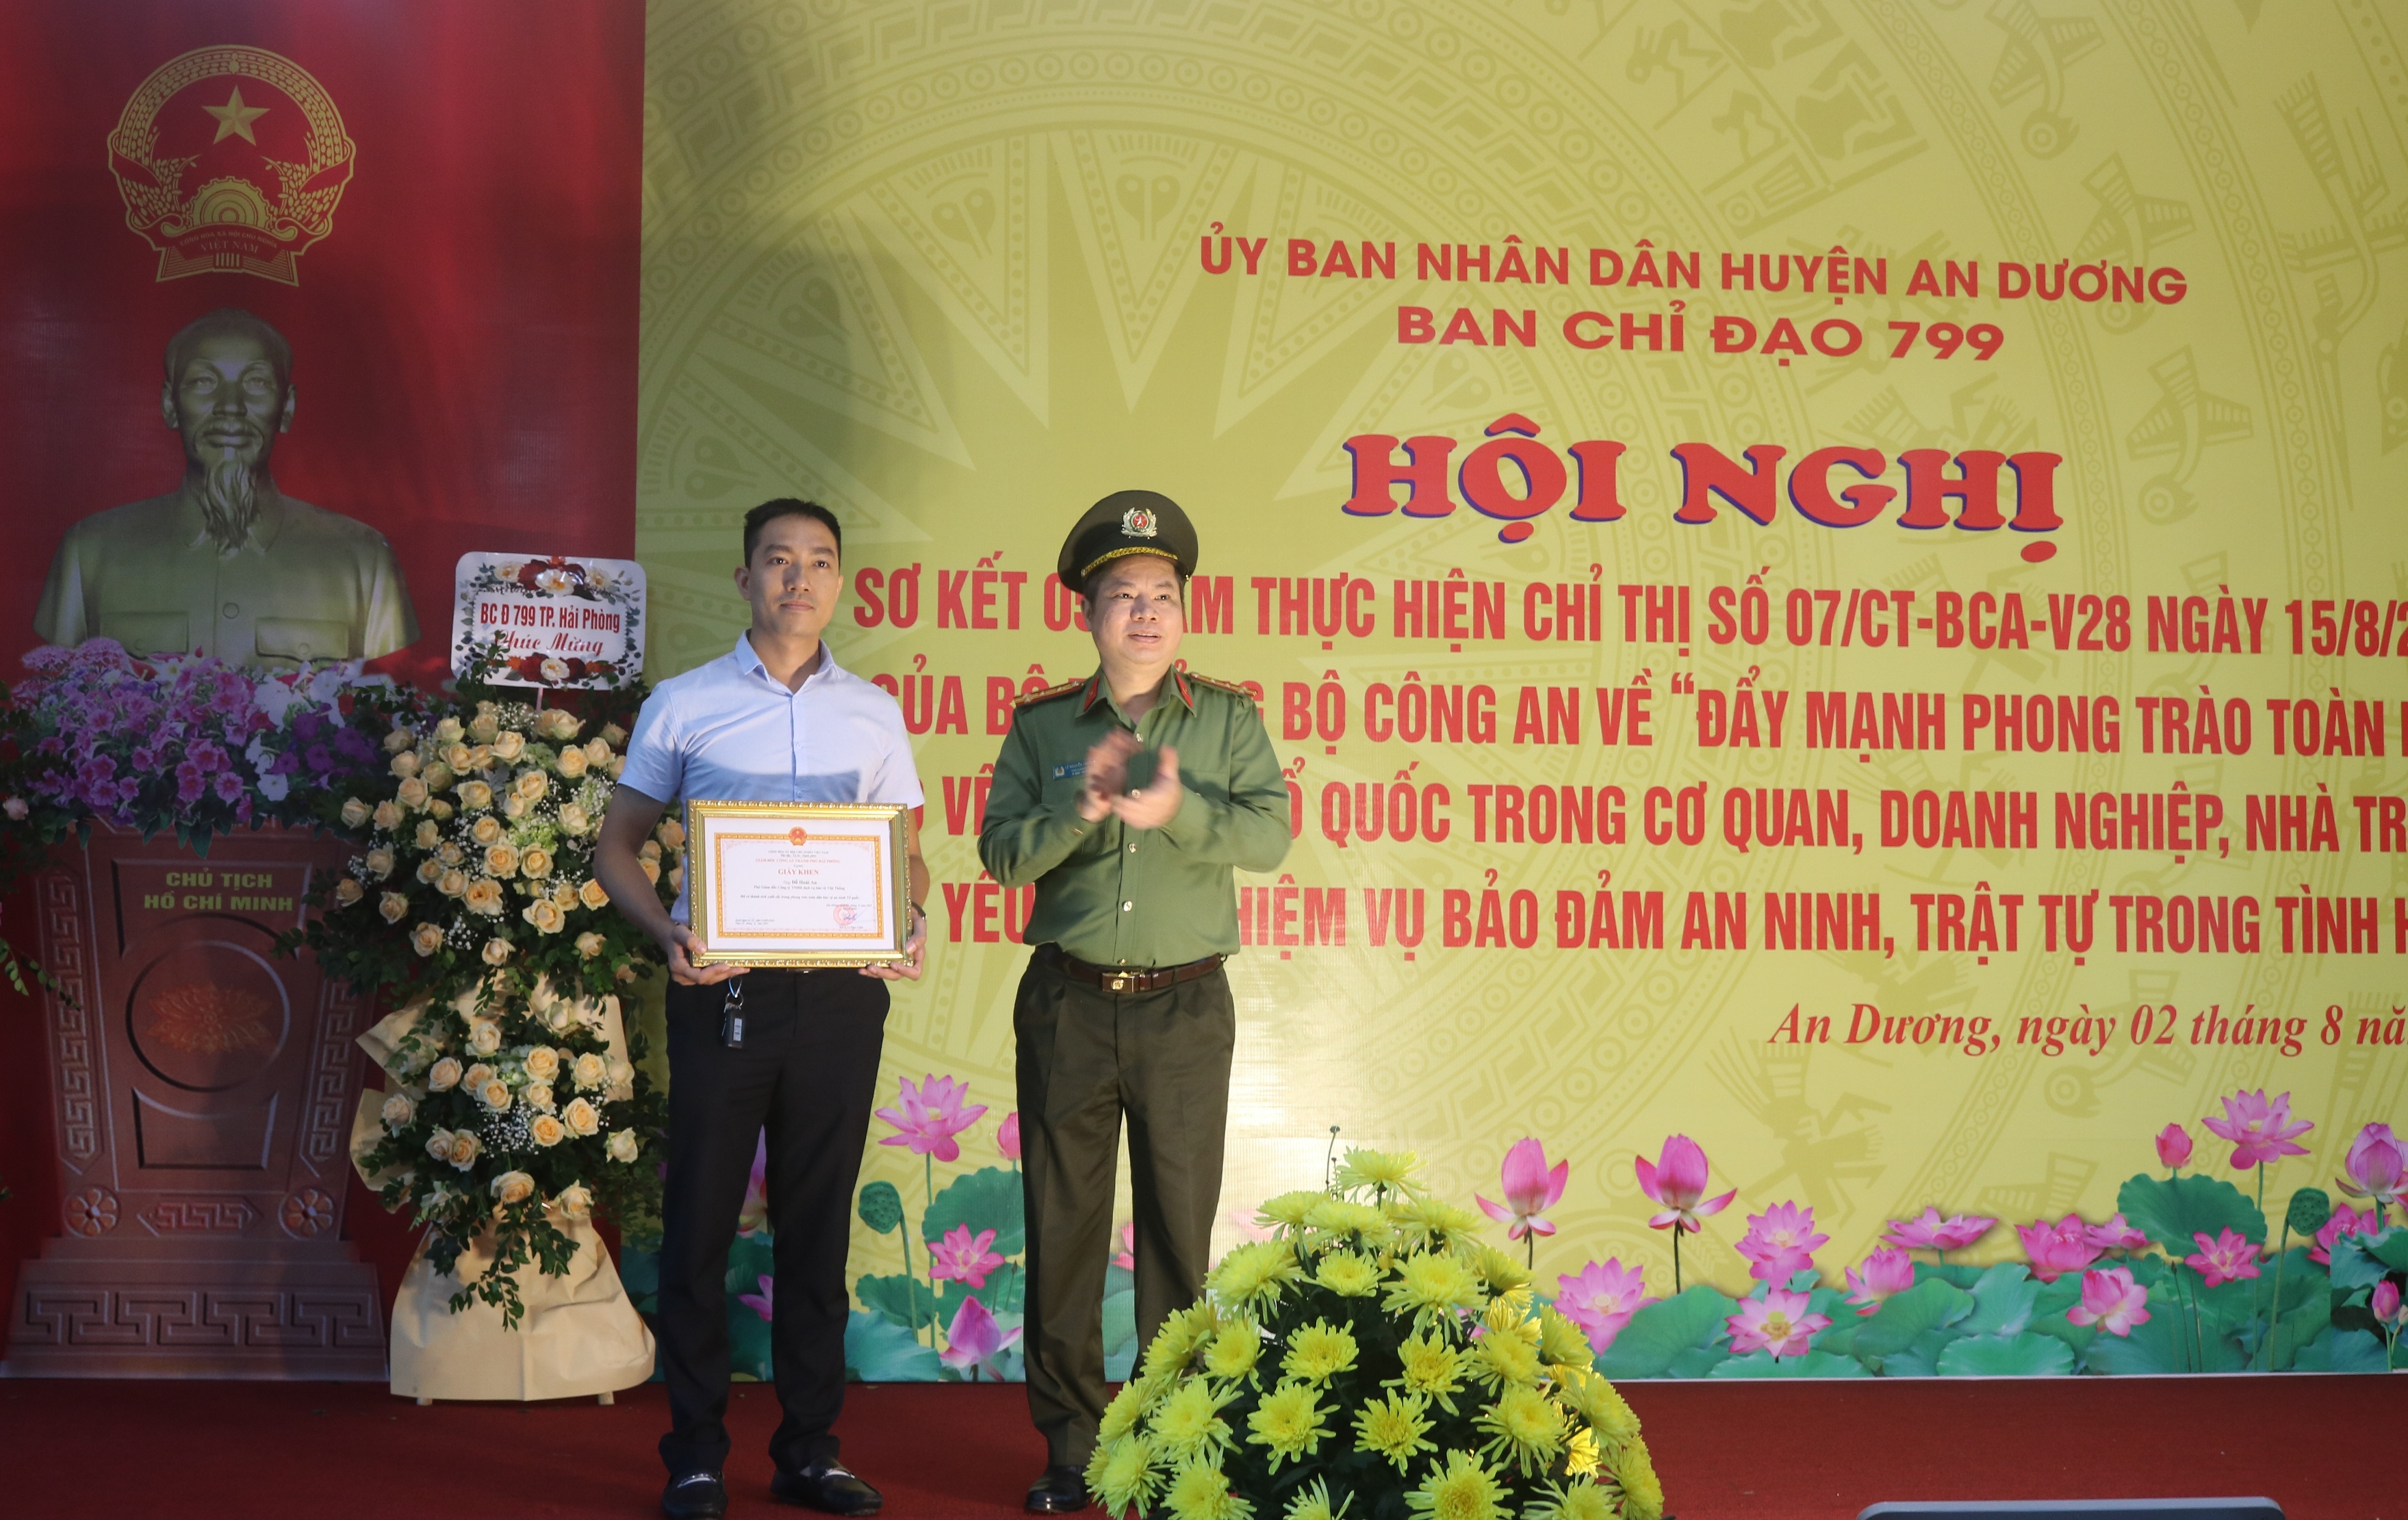 VIỆT NAM
CHỦ TỊCH
HỒ CHÍ MINH
BC Đ 799 TP. Hải Phòng
Chúc Mừng
GIẤY KHEN
ỦY BAN NHÂN DÂN HUYỆN AN DƯƠNG
BAN CHỈ ĐẠO 799
HỘI NGHỊ
SƠ KẾT THỰC HIỆN CHỈ THỊ SỐ 07/CT-BCA-V28 NGÀY 15/8/
CỦA BỘ BỘ CÔNG AN VỀ “ĐẨY MẠNH PHONG TRÀO TOÀN
QUỐC TRONG CƠ QUAN, DOANH NGHIỆP, NHÀ TR
YÊU NHIỆM VỤ BẢO ĐẢM AN NINH, TRẬT TỰ TRONG TÌNH H
An Dương, ngày 02 tháng 8 nă